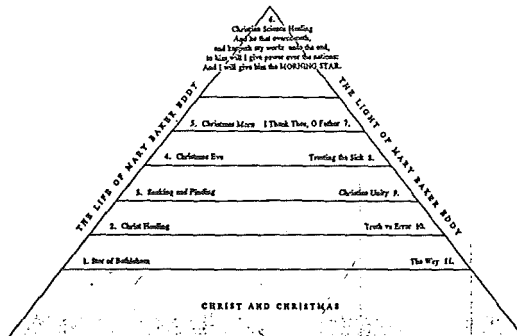 6.
Christian Science Healing
And he that overcometh,
and keepeth my works unto the end,
to him will I give power over the nations:
And I will give him the MORNING STAR.
THE LIFE OF MARY BAKER EDDY
THE LIGHT OF MARY BAKER EDDY
5. Christmas Morn I Thank Thee, O Father 7.
4. Christmas Eve Treating the Sick 8.
3. Seeking and Finding Christian Unity 9.
2. Christ Healing Truth vs Error 10.
1. Star of Bethlehem The Way 11.
CHRIST AND CHRISTMAS